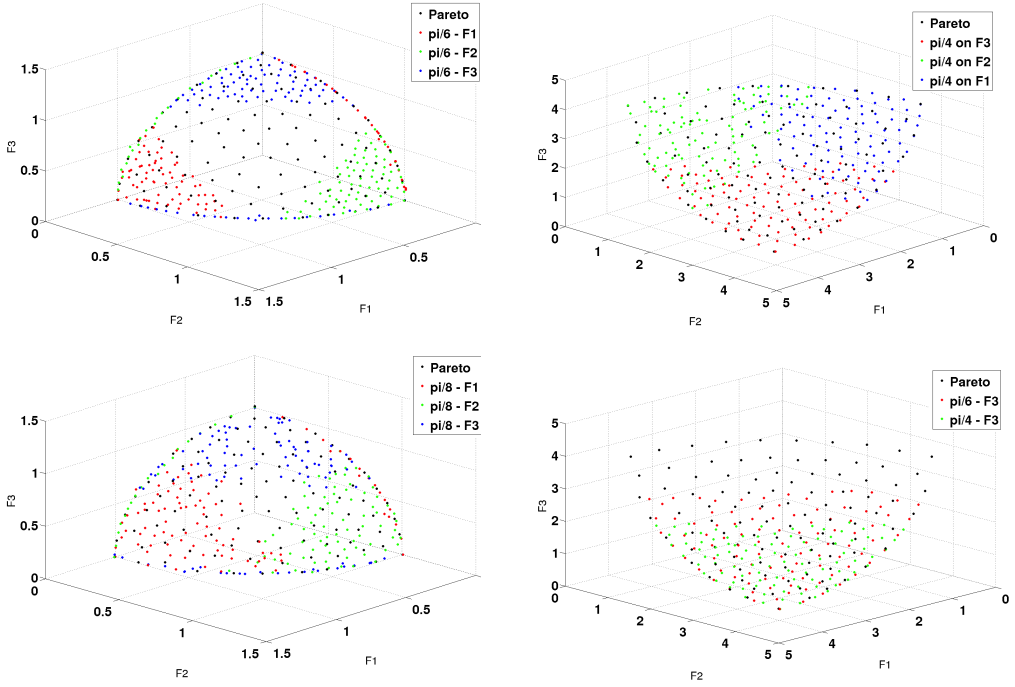 Pareto
pi/6 - F1
pi/6 - F2
pi/6 - F3
1.5
1
0.5
0
F3
0
0.5
1
1.5
F2
1.5
1
0.5
F1
Pareto
pi/4 on F3
pi/4 on F2
pi/4 on F1
5
4
3
2
1
0
F3
0
1
2
3
4
5
F2
5
4
3
2
1
0
F1
Pareto
pi/8 - F1
pi/8 - F2
pi/8 - F3
1.5
1
0.5
0
F3
0
0.5
1
1.5
F2
1.5
1
0.5
F1
Pareto
pi/6 - F3
pi/4 - F3
5
4
3
2
1
0
F3
0
1
2
3
4
5
F2
5
4
3
2
1
0
F1